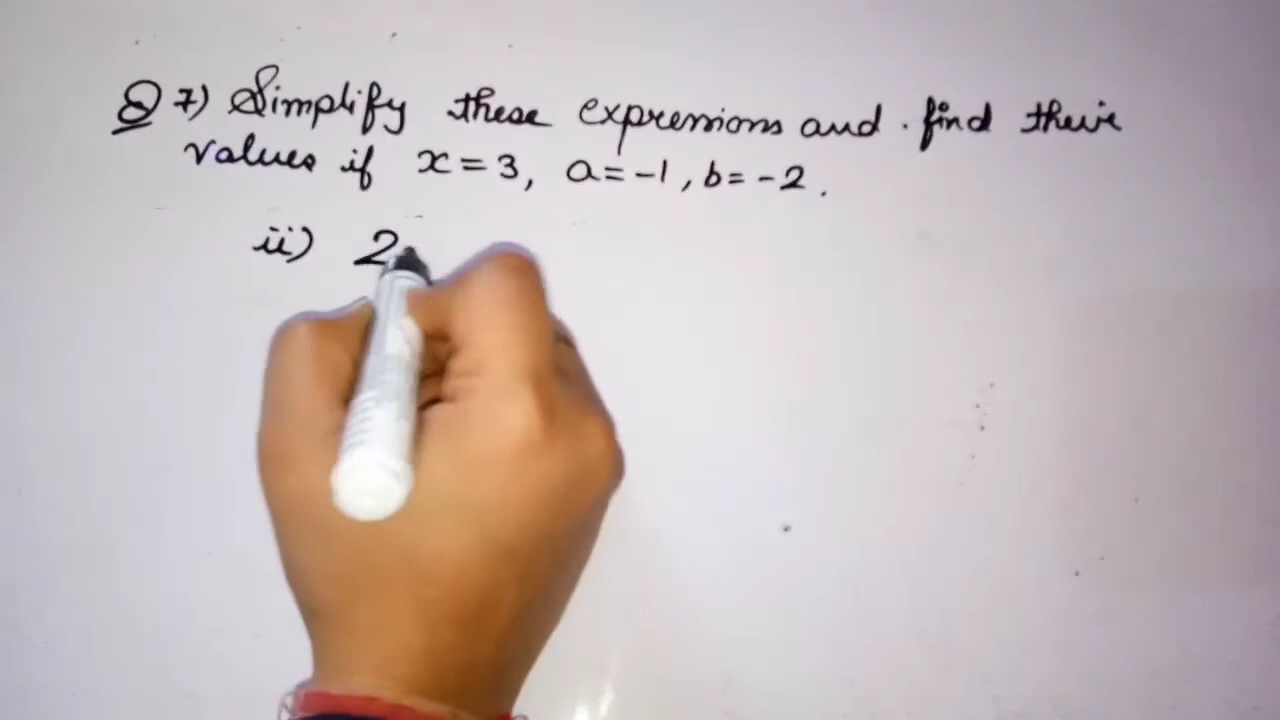 Q 7) Simplify these expressions and find their
values if x = 3, a = -1, b = -2.
ii) 2